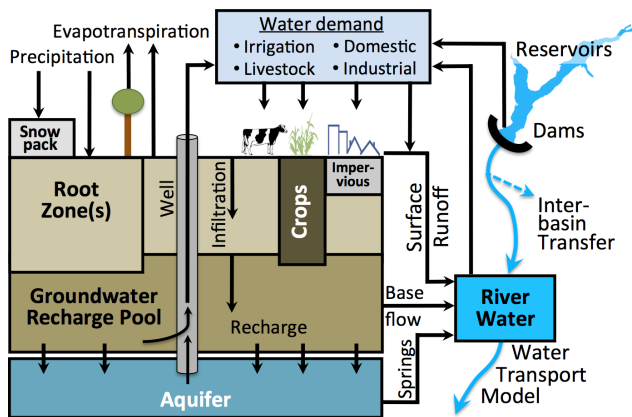 Water demand
• Irrigation • Domestic
• Livestock • Industrial
Evapotranspiration
Precipitation
Reservoirs
Dams
Snow
pack
Root
Zone(s)
Well
Infiltration
Crops
Imper-
vious
Surface
Runoff
Inter-
basin
Transfer
Groundwater
Recharge Pool
Recharge
Base
flow
River
Water
Springs
Water
Transport
Model
Aquifer